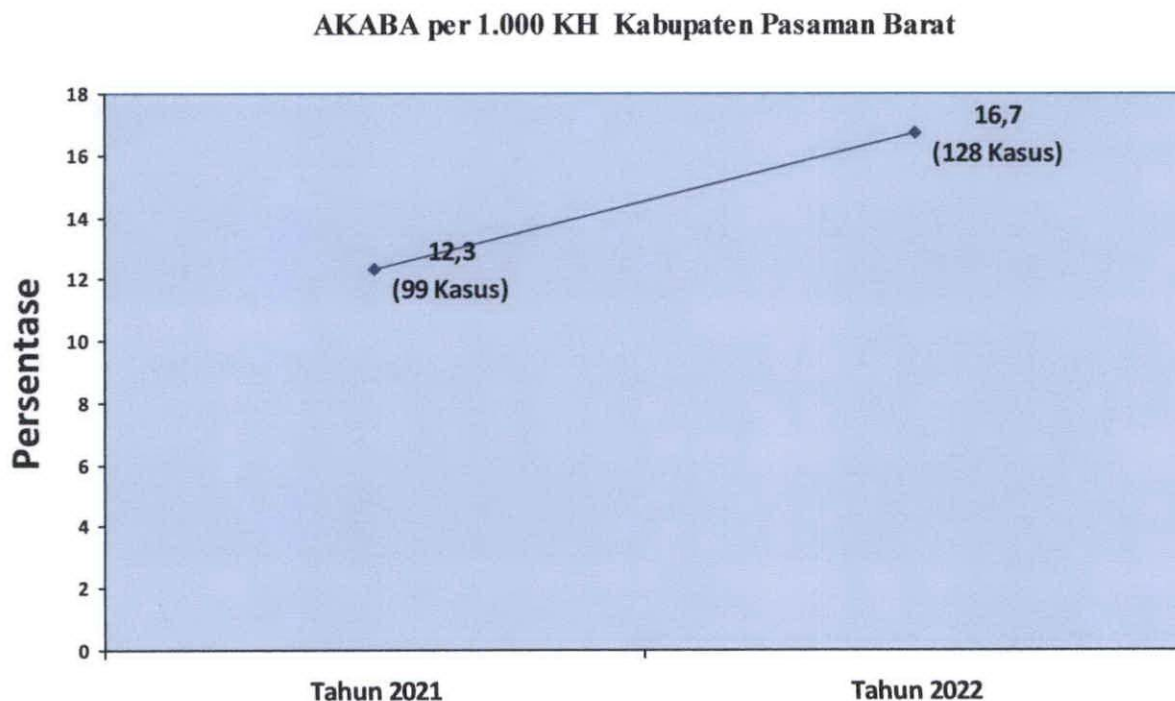 AKABA per 1.000 KH Kabupaten Pasaman Barat
18
16,7
(128 Kasus)
16
14
12,3
(99 Kasus)
12
10
8
6
4
2
0
Persentase
Tahun 2021
Tahun 2022